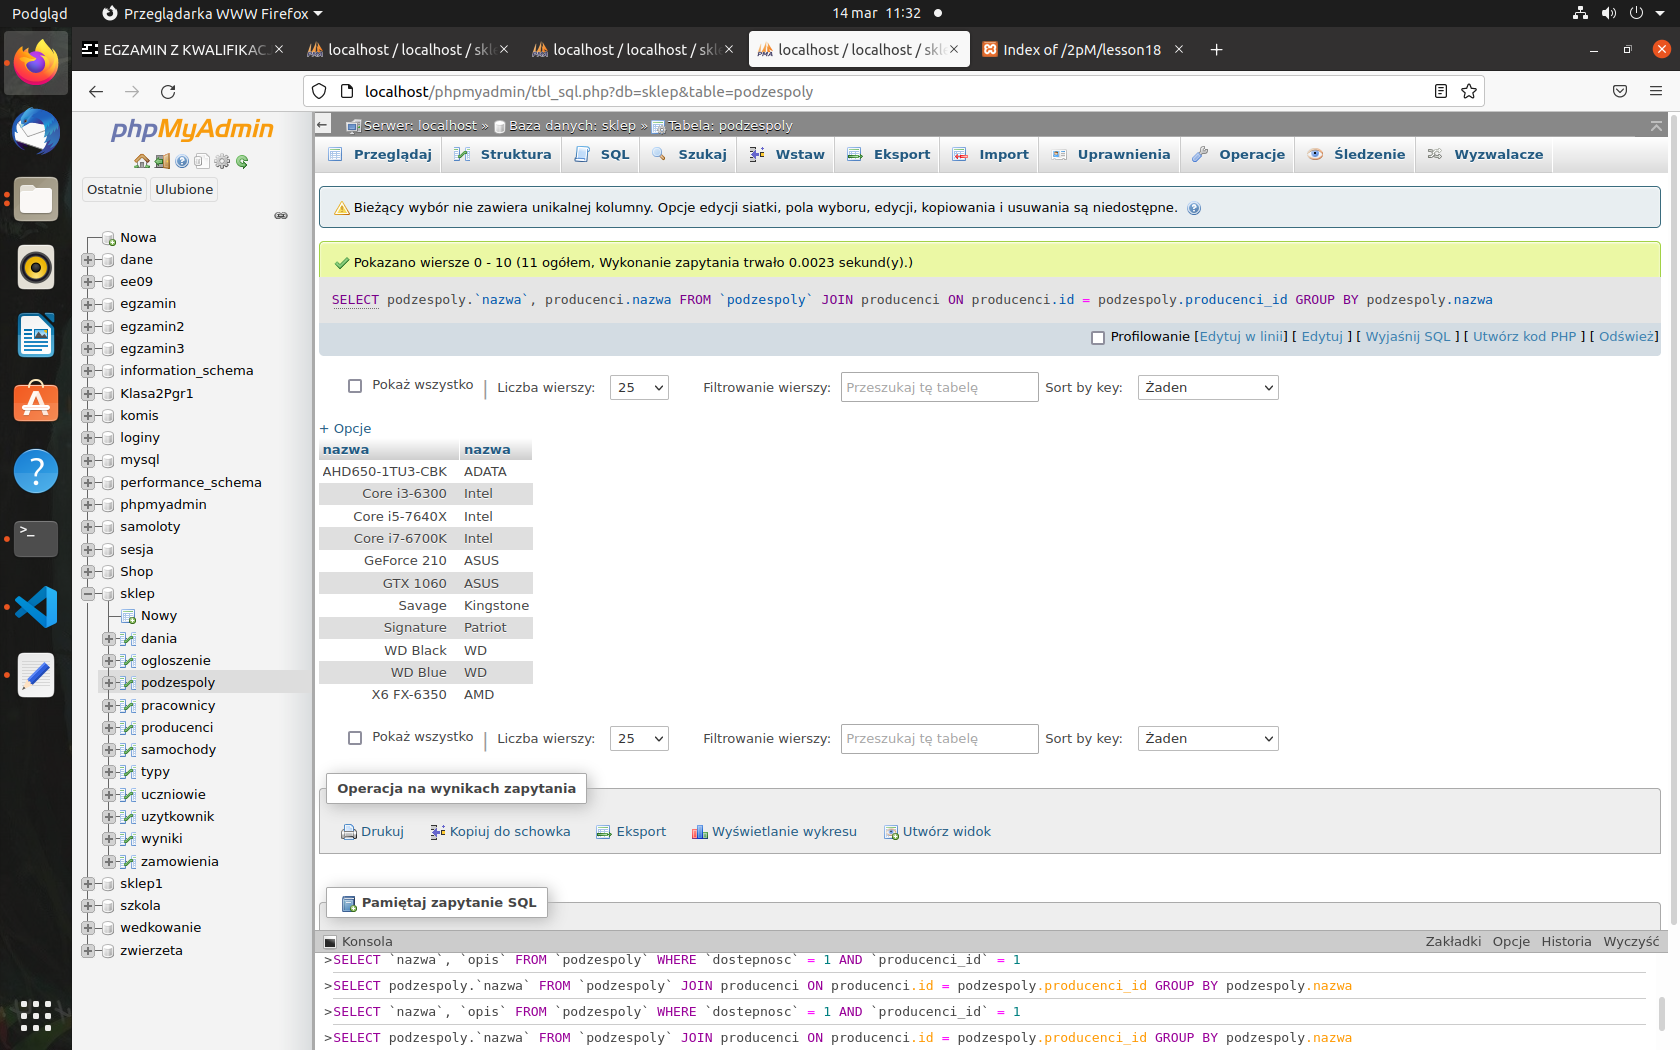 Podgląd
Przeglądarka WWW Firefox
14 mar 11:32
EGZAMIN Z KWALIFIKAC
localhost / localhost / skl
localhost / localhost / skl
localhost / localhost / skl
Index of /2pM/lesson18
localhost/phpmyadmin/tbl_sql.php?db=sklep&table=podzespoly
phpMyAdmin
Ostatnie
Ulubione
Nowa
dane
ee09
egzamin
egzamin2
egzamin3
information_schema
Klasa2Pgr1
komis
loginy
mysql
performance_schema
phpmyadmin
samoloty
sesja
Shop
sklep
Nowy
dania
ogloszenie
podzespoly
pracownicy
producenci
samochody
typy
uczniowie
uzytkownik
wyniki
zamowienia
sklep1
szkola
wedkowanie
zwierzeta
Serwer: localhost » Baza danych: sklep » Tabela: podzespoly
Przeglądaj Struktura SQL Szukaj Wstaw Eksport Import Uprawnienia Operacje Śledzenie Wyzwalacze
Bieżący wybór nie zawiera unikalnej kolumny. Opcje edycji siatki, pola wyboru, edycji, kopiowania i usuwania są niedostępne.
Pokazano wiersze 0 - 10 (11 ogółem, Wykonanie zapytania trwało 0.0023 sekund(y).)
SELECT podzespoly.`nazwa`, producenci.nazwa FROM `podzespoly` JOIN producenci ON producenci.id = podzespoly.producenci_id GROUP BY podzespoly.nazwa
Profilowanie [Edytuj w linii] [ Edytuj ] [ Wyjaśnij SQL ] [ Utwórz kod PHP ] [ Odśwież]
Pokaż wszystko | Liczba wierszy: 25 Filtrowanie wierszy: Przeszukaj tę tabelę Sort by key: Żaden
+ Opcje
nazwa nazwa
AHD650-1TU3-CBK ADATA
Core i3-6300 Intel
Core i5-7640X Intel
Core i7-6700K Intel
GeForce 210 ASUS
GTX 1060 ASUS
Savage Kingstone
Signature Patriot
WD Black WD
WD Blue WD
X6 FX-6350 AMD
Pokaż wszystko | Liczba wierszy: 25 Filtrowanie wierszy: Przeszukaj tę tabelę Sort by key: Żaden
Operacja na wynikach zapytania
Drukuj Kopiuj do schowka Eksport Wyświetlanie wykresu Utwórz widok
Pamiętaj zapytanie SQL
Konsola Zakładki Opcje Historia Wyczyść
>SELECT `nazwa`, `opis` FROM `podzespoly` WHERE `dostepnosc` = 1 AND `producenci_id` = 1
>SELECT podzespoly.`nazwa` FROM `podzespoly` JOIN producenci ON producenci.id = podzespoly.producenci_id GROUP BY podzespoly.nazwa
>SELECT `nazwa`, `opis` FROM `podzespoly` WHERE `dostepnosc` = 1 AND `producenci_id` = 1
>SELECT podzespoly.`nazwa` FROM `podzespoly` JOIN producenci ON producenci.id = podzespoly.producenci_id GROUP BY podzespoly.nazwa